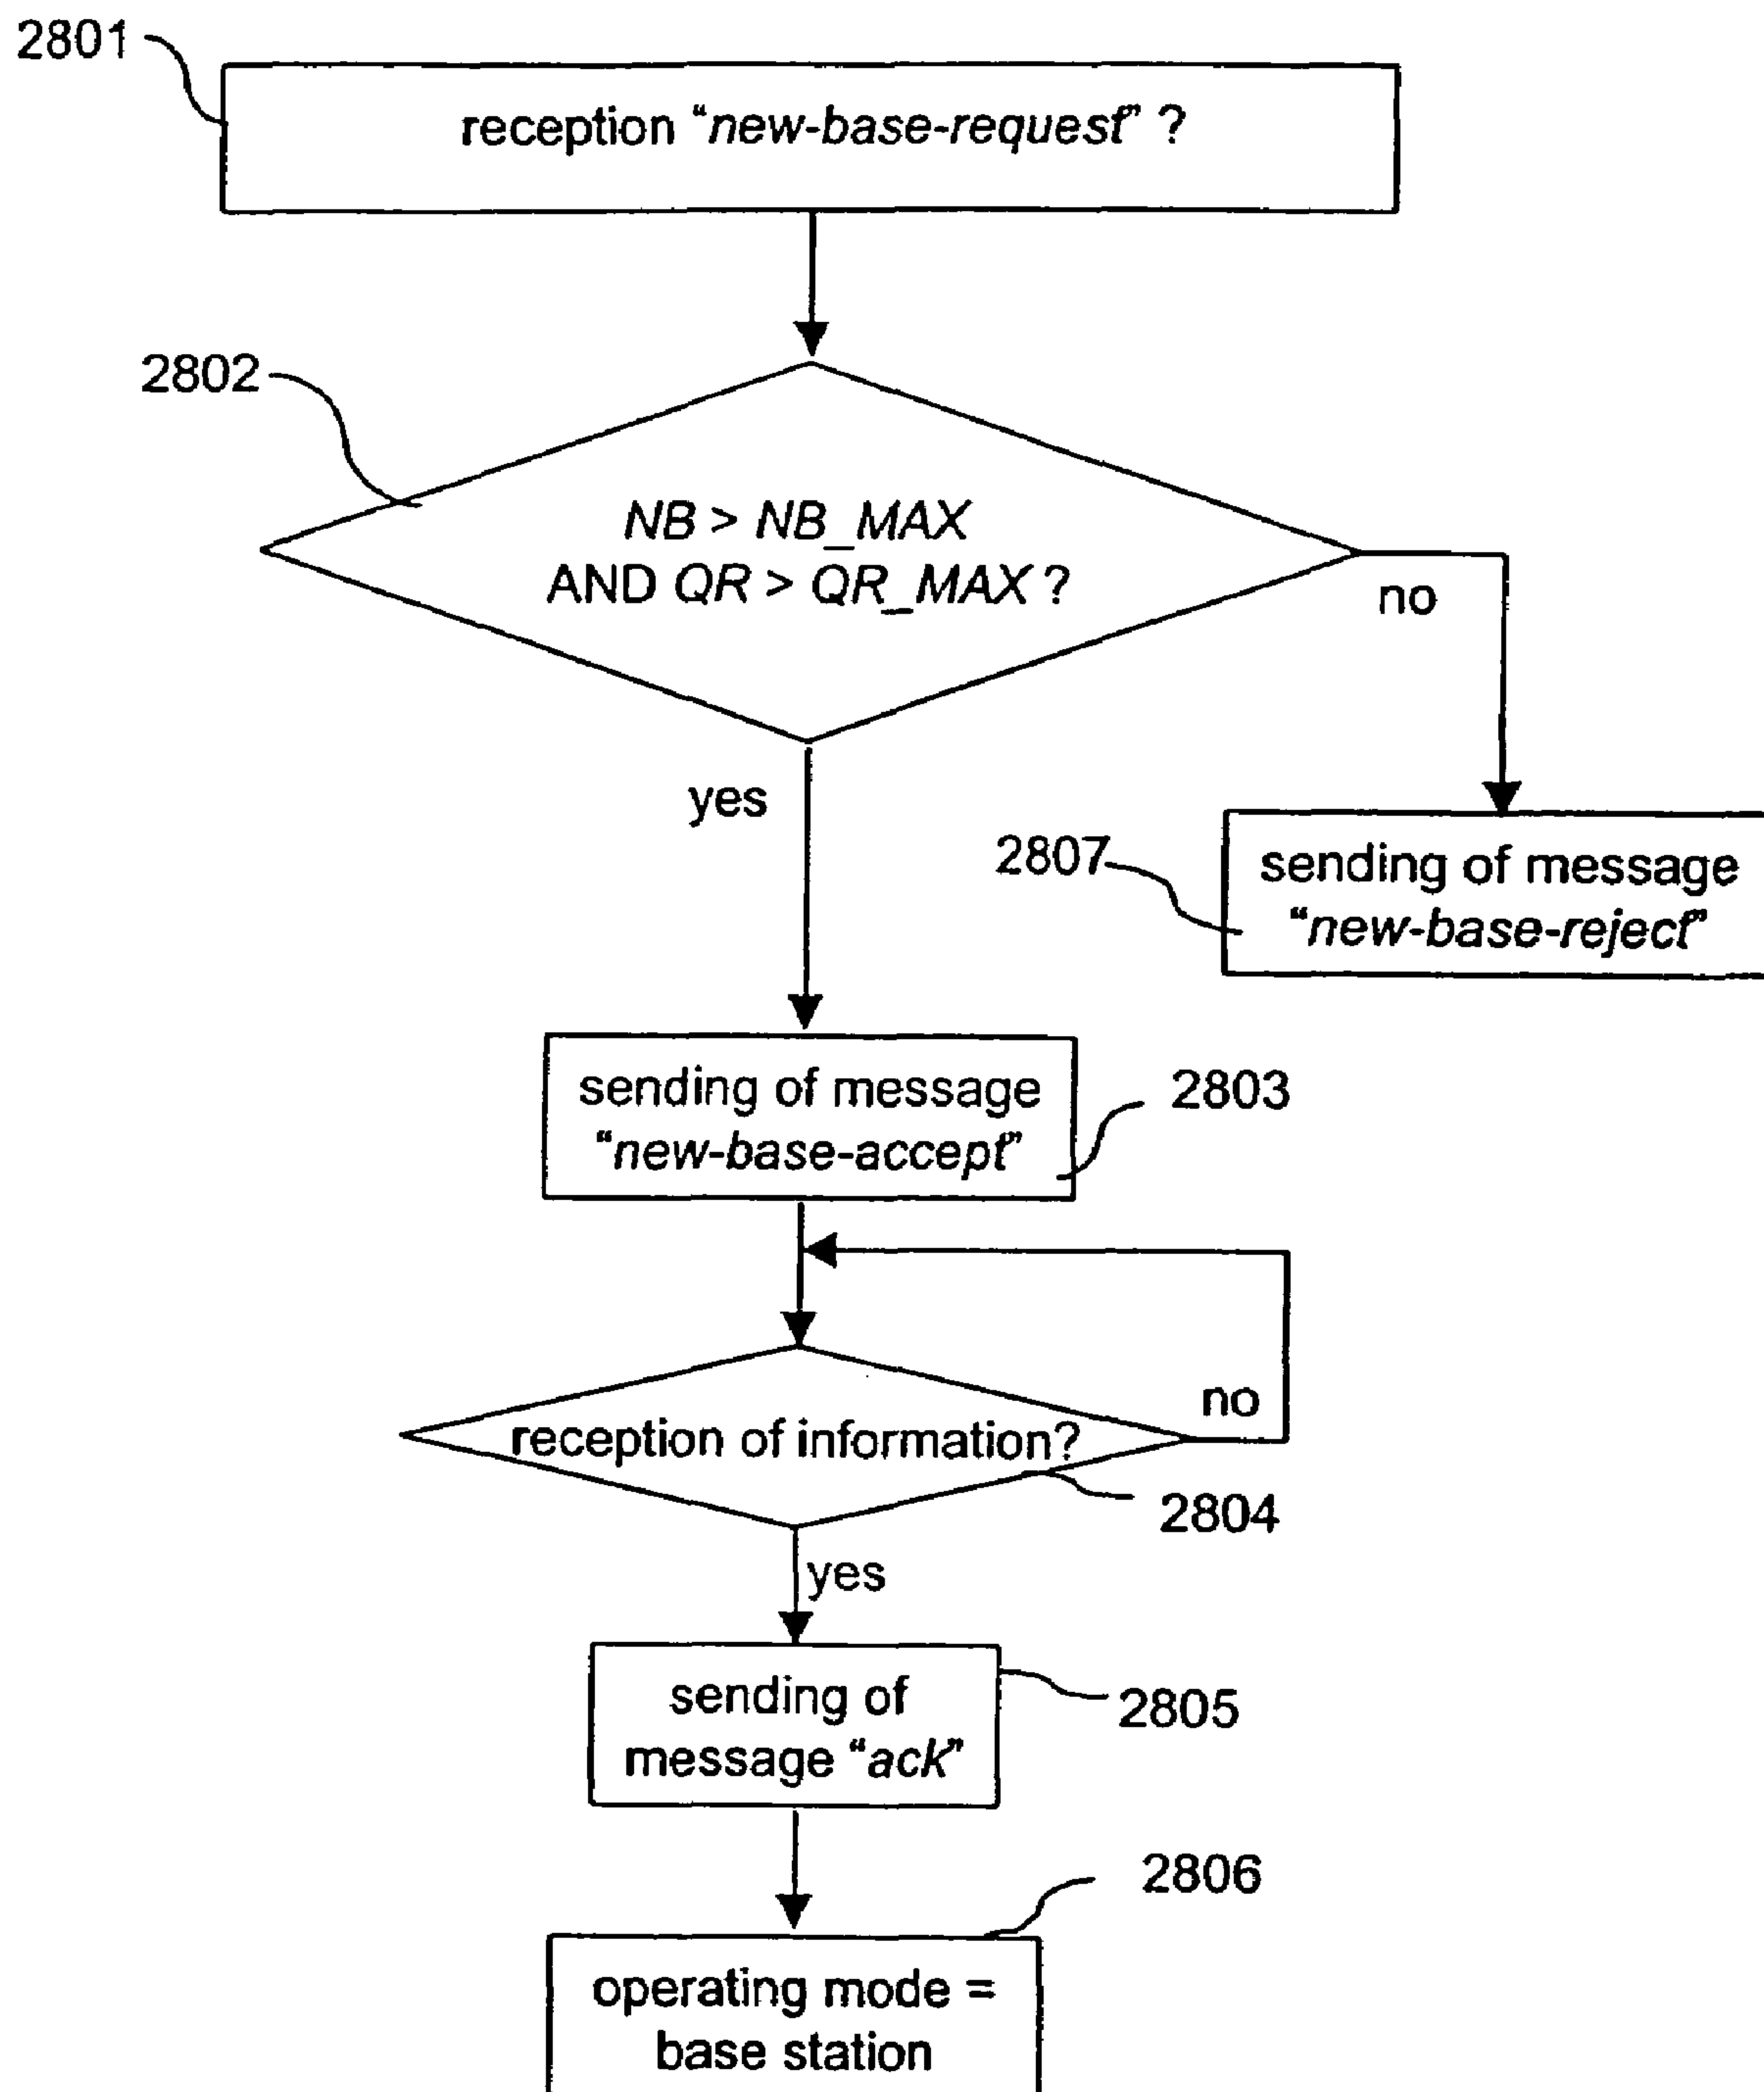 2801
reception “new-base-request” ?
2802
NB > NB_MAX
AND QR > QR_MAX ?
no
yes
2807
sending of message
“new-base-reject”
sending of message
“new-base-accept”
2803
no
reception of information?
2804
yes
sending of
message “ack”
2805
2806
operating mode =
base station